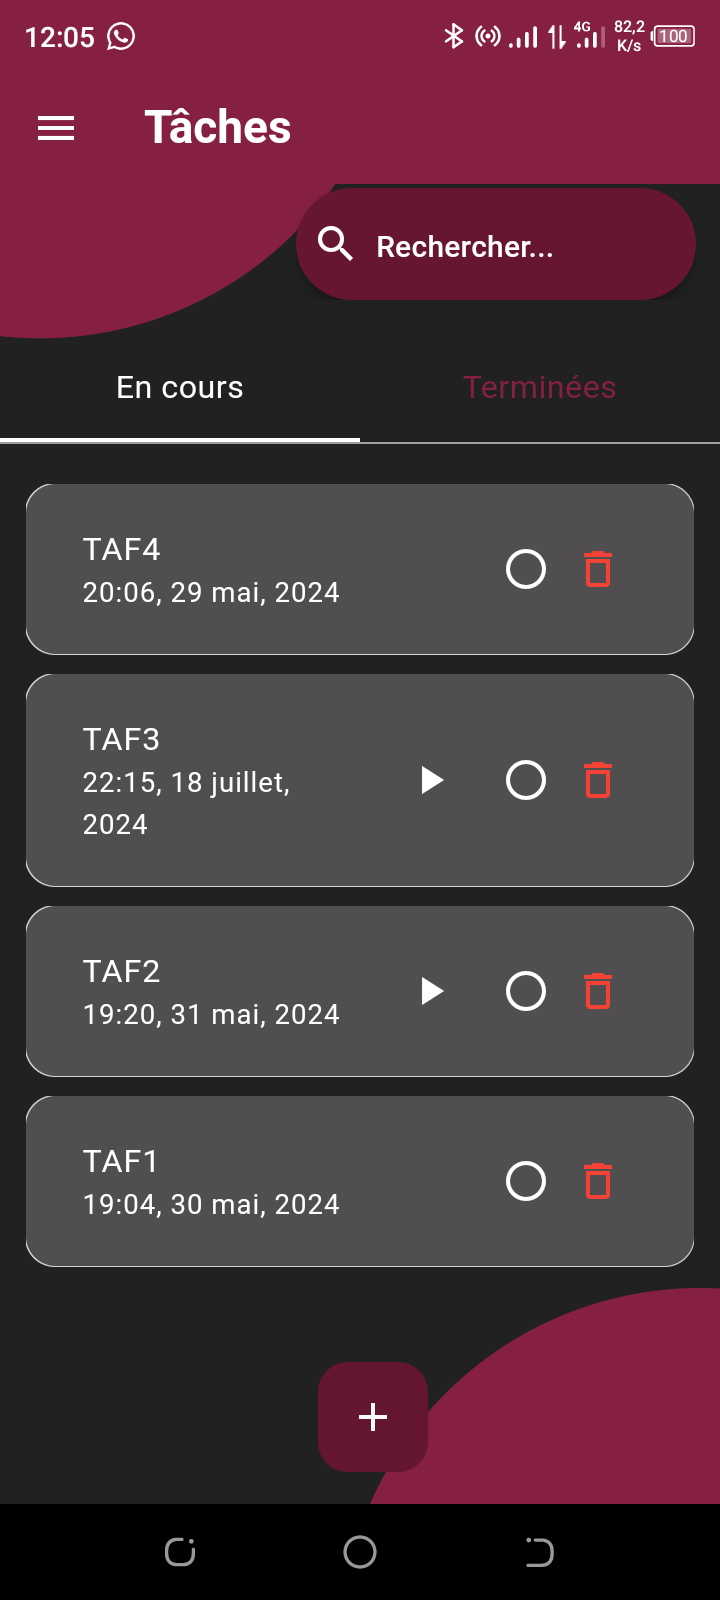 12:05
4G
82,2
K/s
100
Tâches
Rechercher...
En cours
Terminées
TAF4
20:06, 29 mai, 2024
TAF3
22:15, 18 juillet,
2024
TAF2
19:20, 31 mai, 2024
TAF1
19:04, 30 mai, 2024